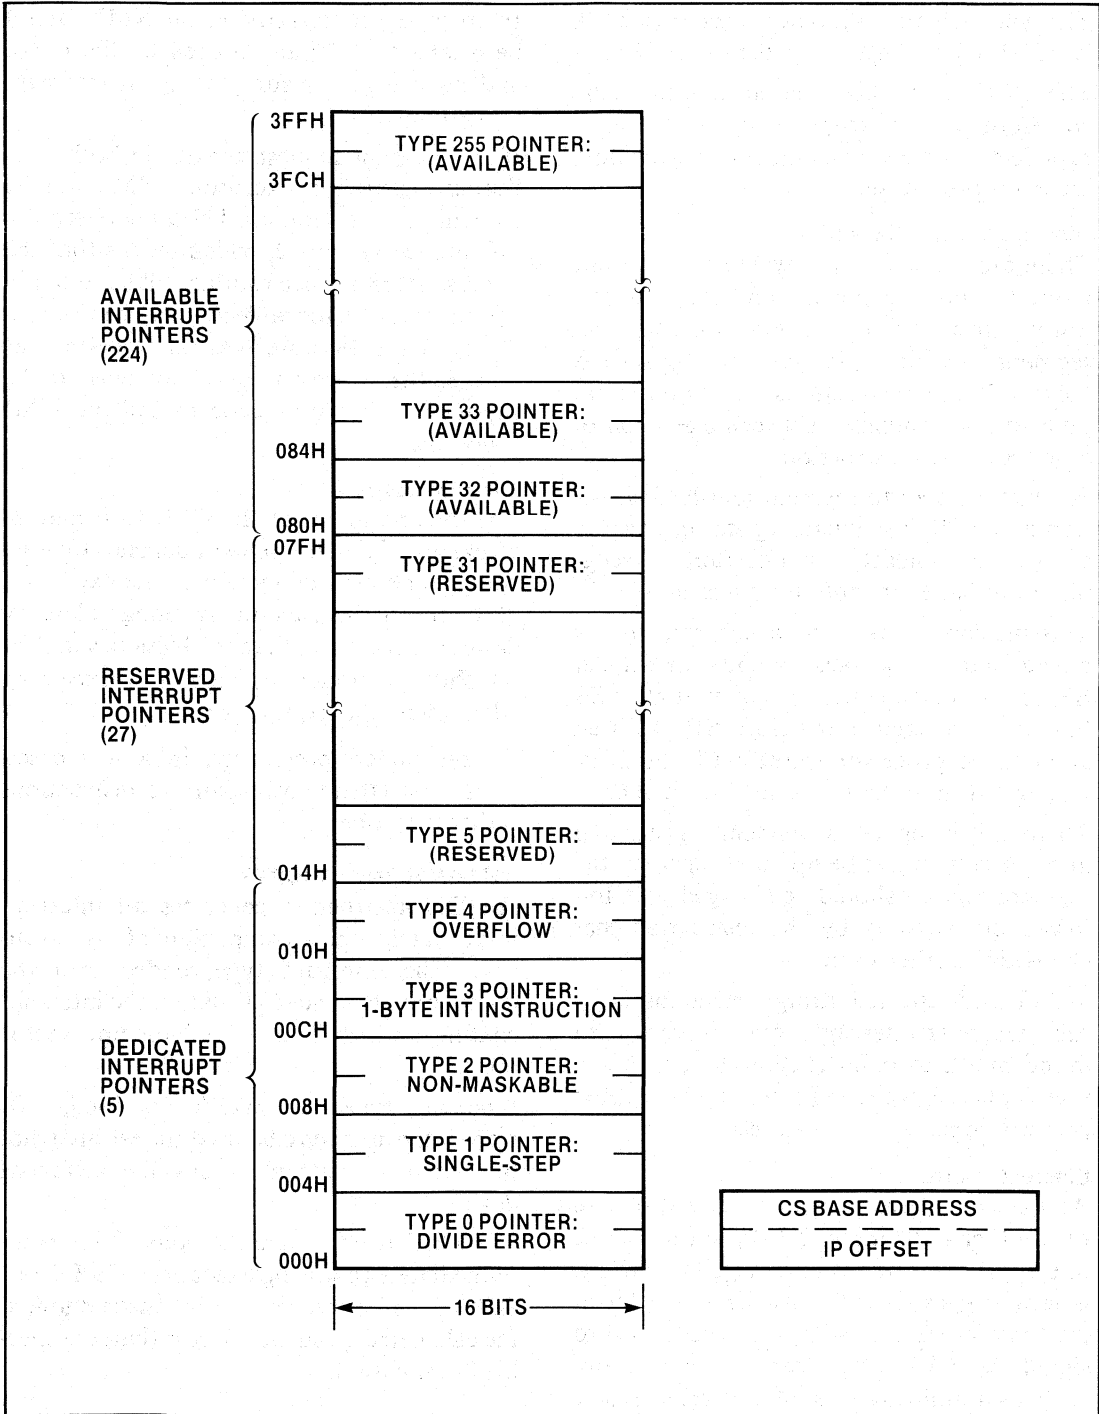 3FFH
TYPE 255 POINTER:
(AVAILABLE)
3FCH
AVAILABLE
INTERRUPT
POINTERS
(224)
TYPE 33 POINTER:
(AVAILABLE)
084H
TYPE 32 POINTER:
(AVAILABLE)
080H
07FH
TYPE 31 POINTER:
(RESERVED)
RESERVED
INTERRUPT
POINTERS
(27)
TYPE 5 POINTER:
(RESERVED)
014H
TYPE 4 POINTER:
OVERFLOW
010H
TYPE 3 POINTER:
1-BYTE INT INSTRUCTION
00CH
DEDICATED
INTERRUPT
POINTERS
(5)
TYPE 2 POINTER:
NON-MASKABLE
008H
TYPE 1 POINTER:
SINGLE-STEP
004H
TYPE 0 POINTER:
DIVIDE ERROR
000H
CS BASE ADDRESS
IP OFFSET
16 BITS